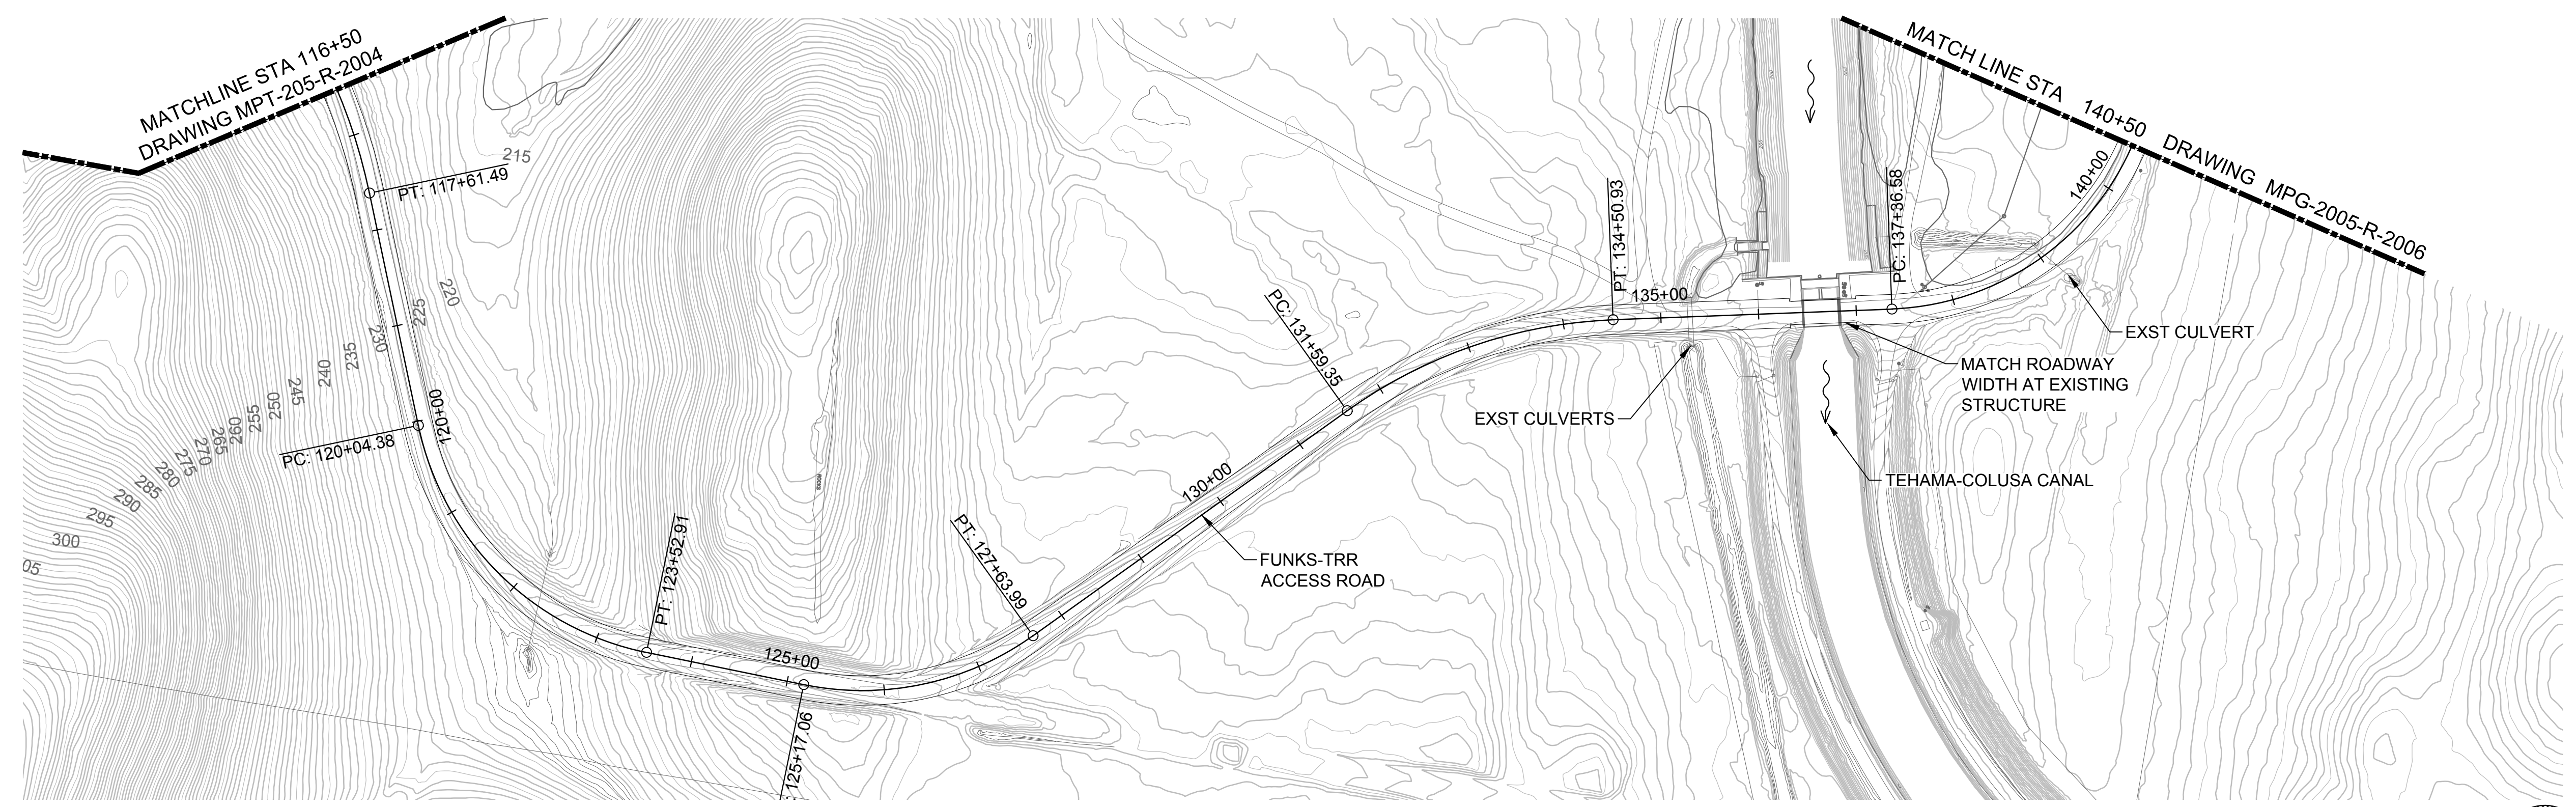 MATCHLINE STA 116+50
DRAWING MPT-205-R-2004
MATCH LINE STA 140+50 DRAWING MPG-2005-R-2006
215
PT: 117+61.49
220
225
230
235
240
245
250
255
260
265
270
275
280
285
290
295
300
05
120+00
PC: 120+04.38
PT: 123+52.91
125+00
125+17.06
PT: 127+63.99
130+00
FUNKS-TRR
ACCESS ROAD
PC: 131+59.35
PT: 134+50.93
135+00
EXST CULVERTS
PC: 137+36.58
140+00
EXST CULVERT
MATCH ROADWAY
WIDTH AT EXISTING
STRUCTURE
TEHAMA-COLUSA CANAL